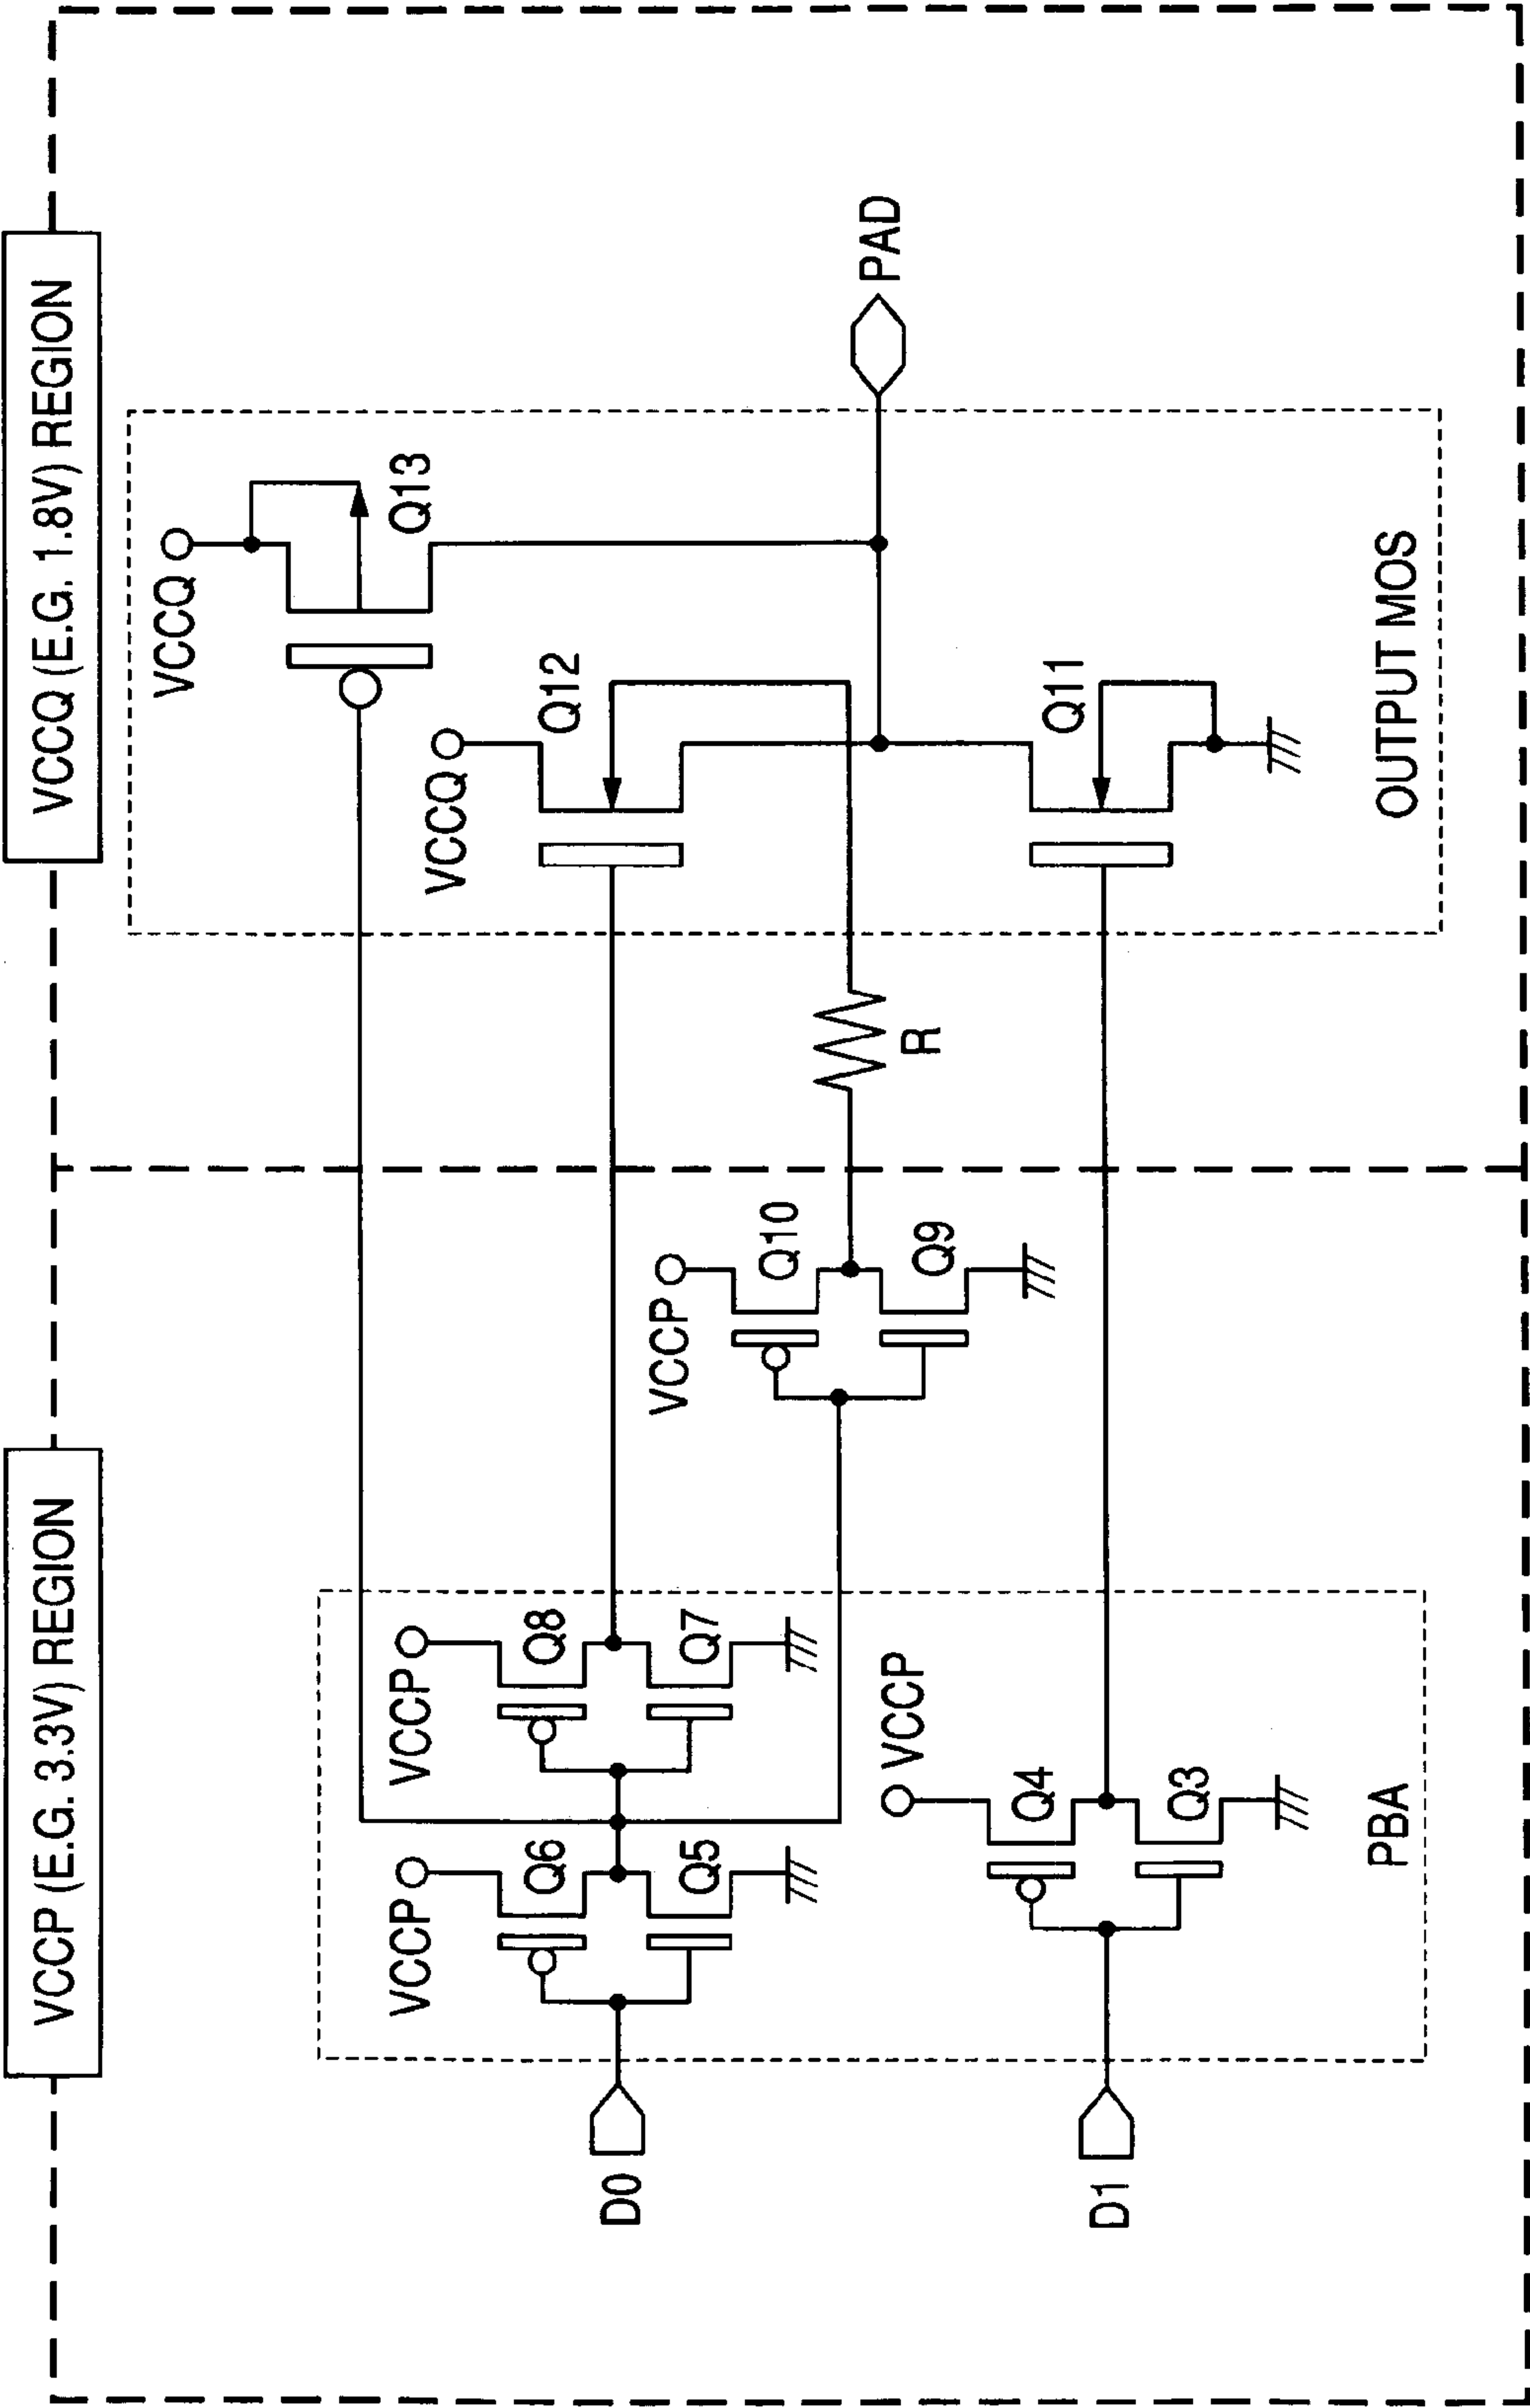 VCCP (E.G. 3.3V) REGION
VCCQ (E.G. 1.8V) REGION
VCCQ
Q13
VCCP
Q6
VCCP
Q8
VCCQ
Q12
Q5
Q7
VCCP
Q10
Q9
D0
R
PAD
VCCP
Q4
Q3
Q11
D1
PBA
OUTPUT MOS